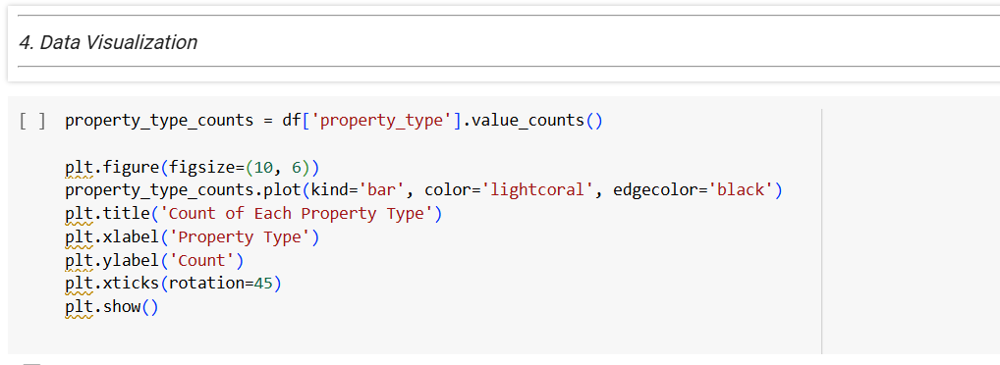 4. Data Visualization
[ ] property_type_counts = df['property_type'].value_counts()
plt.figure(figsize=(10, 6))
property_type_counts.plot(kind='bar', color='lightcoral', edgecolor='black')
plt.title('Count of Each Property Type')
plt.xlabel('Property Type')
plt.ylabel('Count')
plt.xticks(rotation=45)
plt.show()